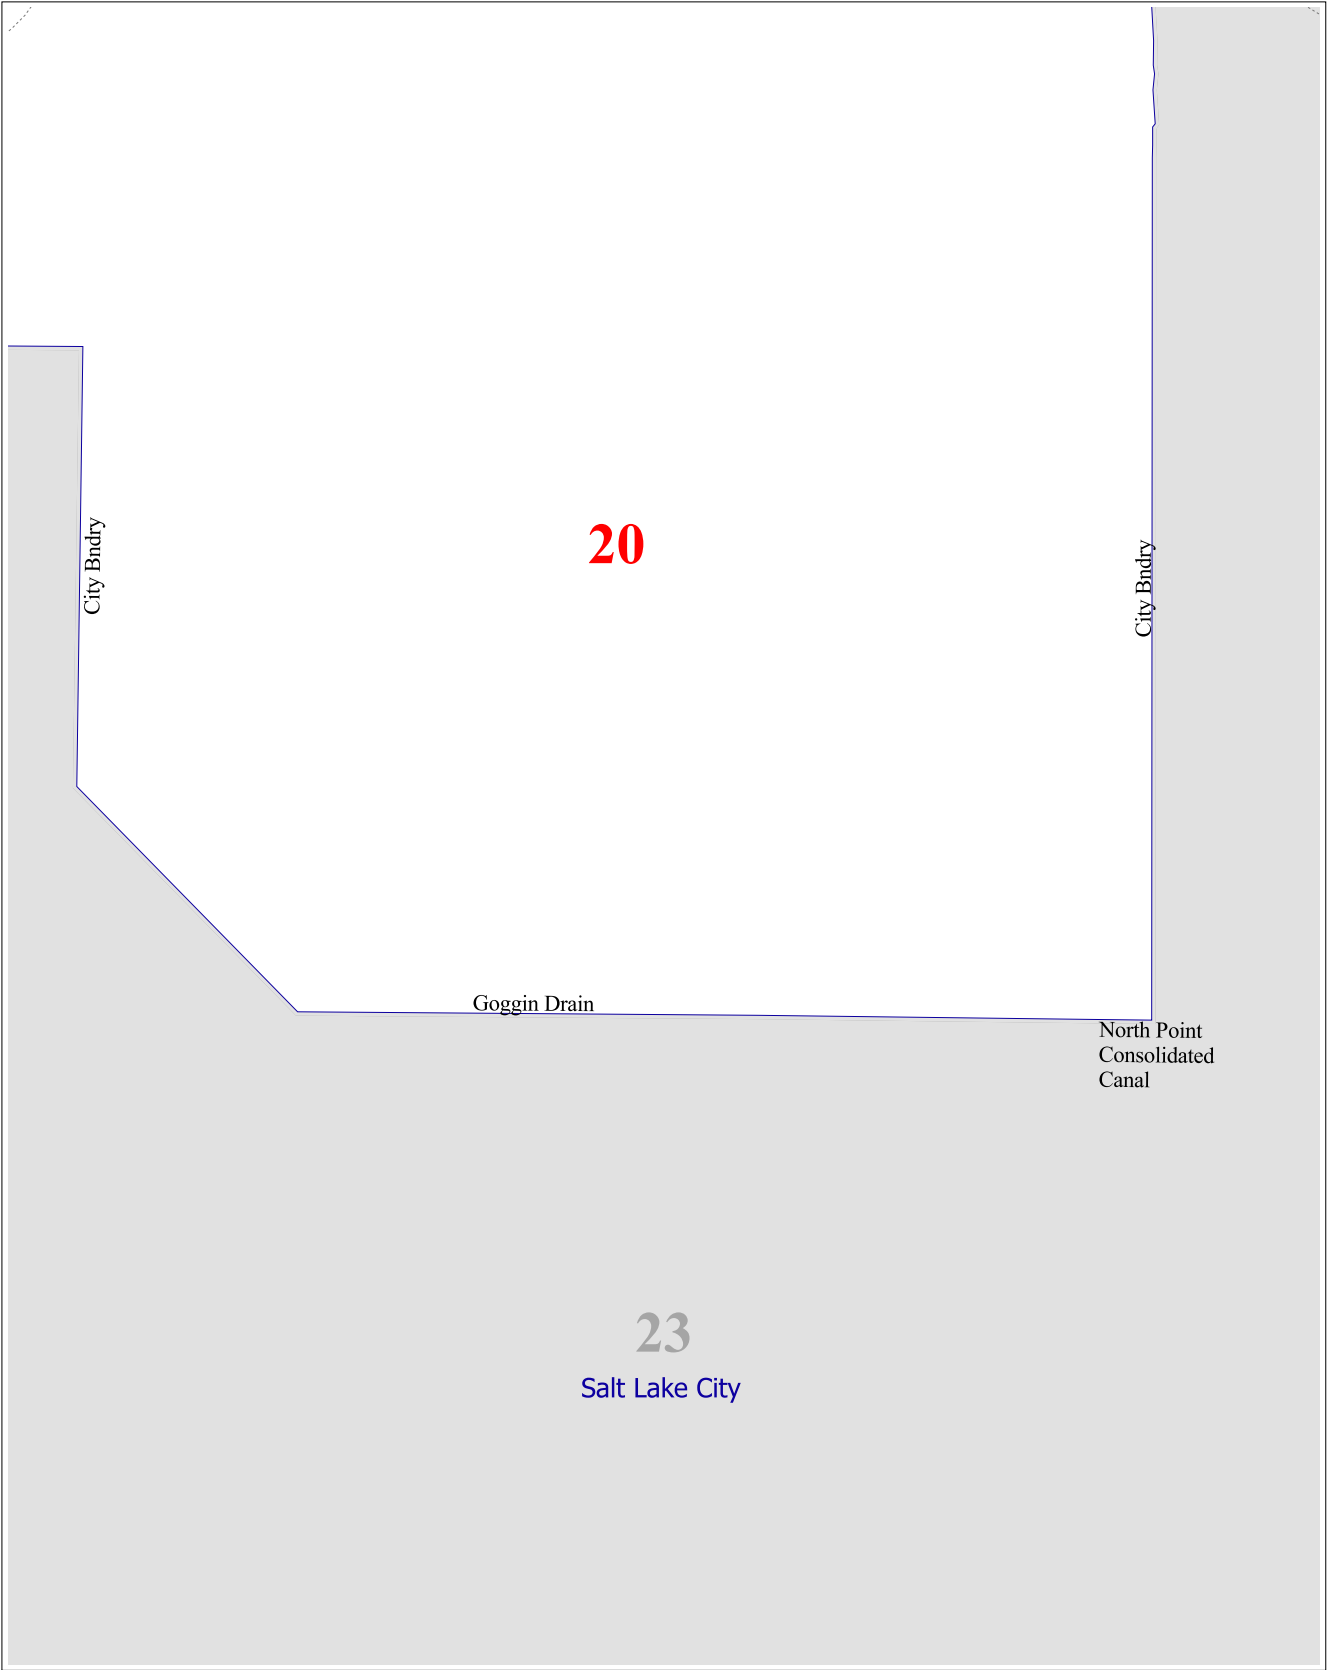 City Bndry
20
City Bndry
Goggin Drain
North Point
Consolidated
Canal
23
Salt Lake City